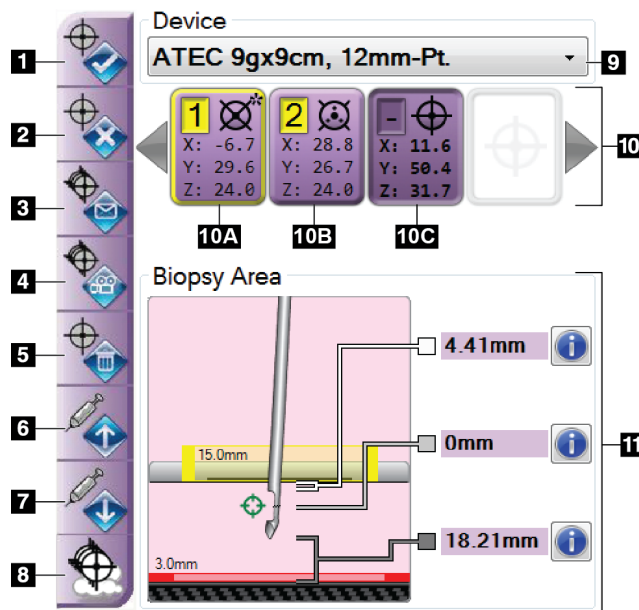 Device
1
ATEC 9gx9cm, 12mm-Pt.
9
2
1
X: -6.7
Y: 29.6
Z: 24.0
2
X: 28.8
Y: 26.7
Z: 24.0
-
X: 11.6
Y: 50.4
Z: 31.7
10
3
10A
10B
10C
4
Biopsy Area
5
4.41mm
i
6
15.0mm
0mm
i
11
7
18.21mm
i
8
3.0mm